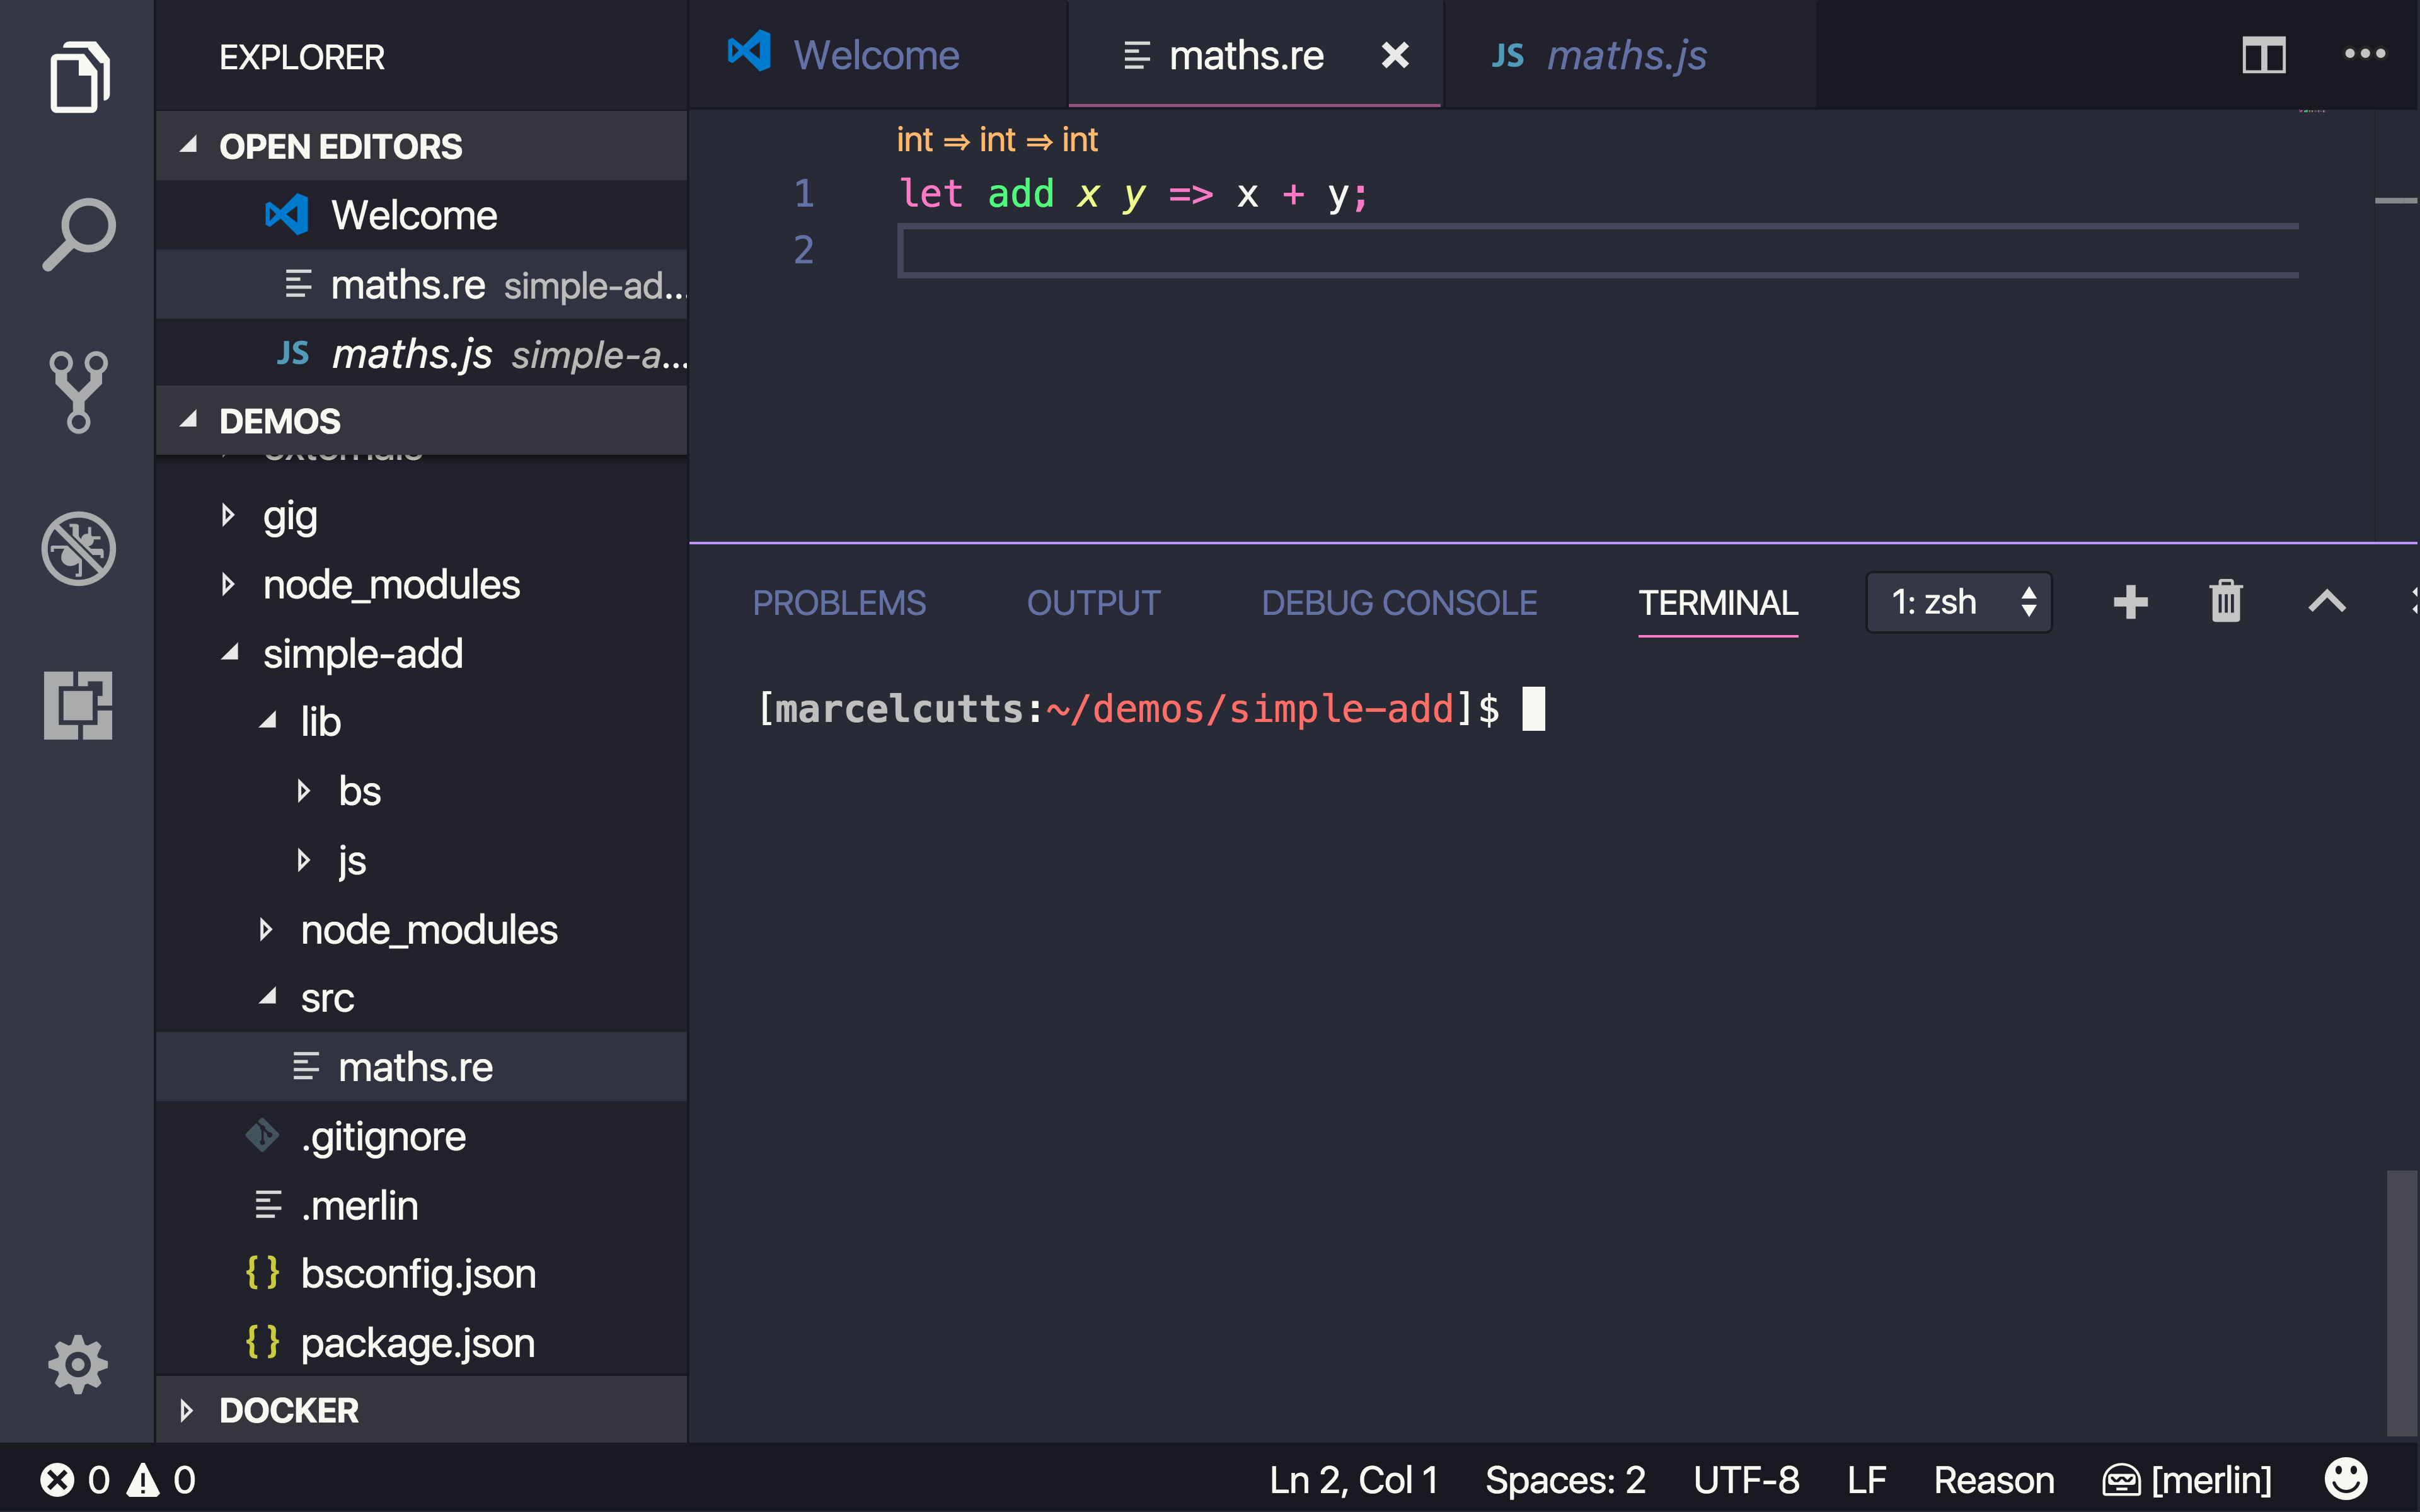 EXPLORER
OPEN EDITORS
Welcome
maths.re simple-ad...
JS maths.js simple-a...
DEMOS
gig
node_modules
simple-add
lib
bs
js
node_modules
src
maths.re
.gitignore
.merlin
{ } bsconfig.json
{ } package.json
DOCKER
Welcome maths.re JS maths.js
int ⇒ int ⇒ int
1 let add x y => x + y;
2
PROBLEMS OUTPUT DEBUG CONSOLE TERMINAL 1: zsh
[marcelcutts:~/demos/simple-add]$
0 0 Ln 2, Col 1 Spaces: 2 UTF-8 LF Reason [merlin]